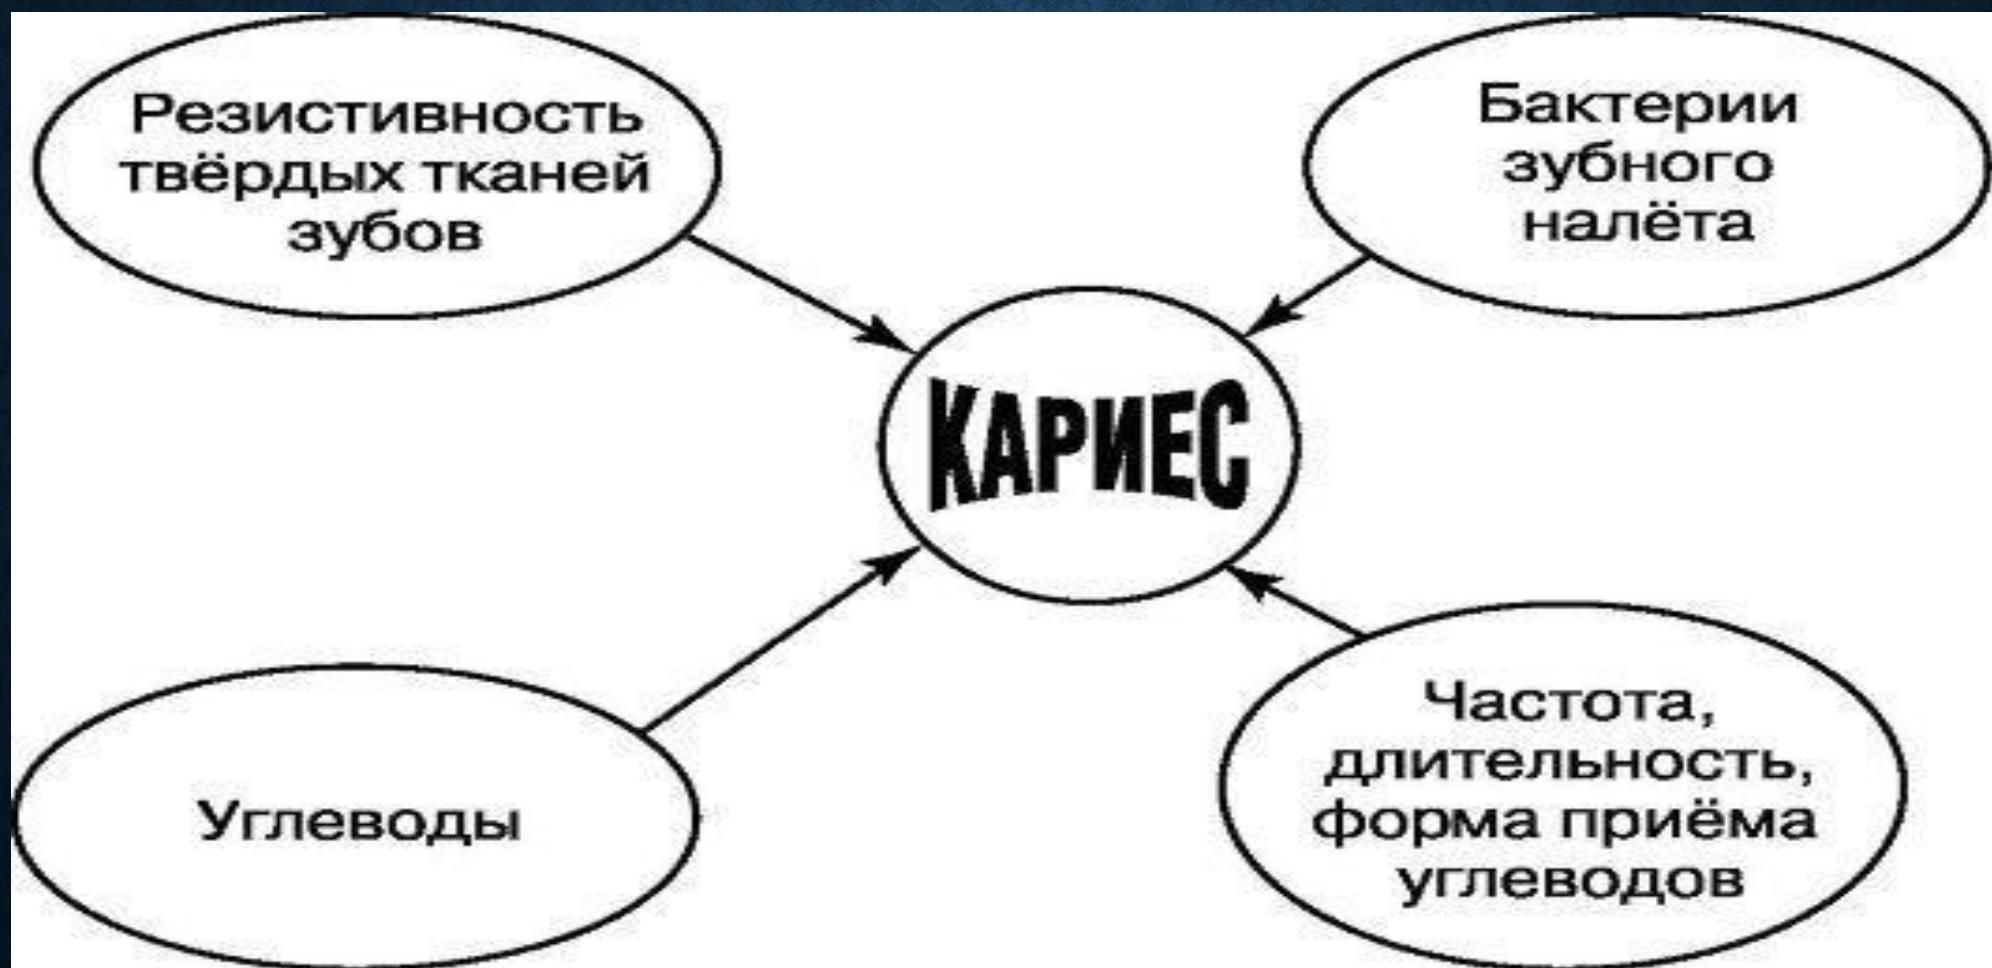 Резистивность
твёрдых тканей
зубов
Бактерии
зубного
налёта
КАРИЕС
Углеводы
Частота,
длительность,
форма приёма
углеводов